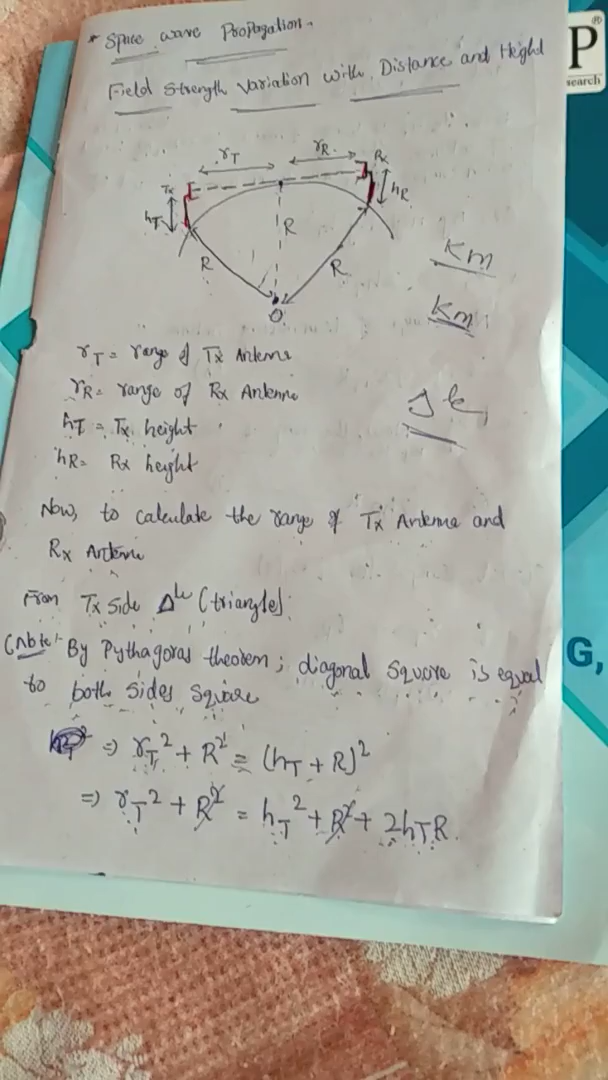 * Space wave Propagation.
Field Strength Variation with Distance and Height
rT
rR
Tx
Rx
hT
hR
R
R
R
O
Km
Km
rT = range of Tx Antenna
rR = range of Rx Antenna
hT = Tx height
hR = Rx height
Now, to calculate the range of Tx Antenna and
Rx Antenna
From Tx side Δle (triangle)
(Note:- By Pythagoras theorem; diagonal square is equal
to both sides square
⇒ rT² + R² = (hT + R)²
⇒ rT² + R² = hT² + R² + 2hTR.
P
®
search
G,